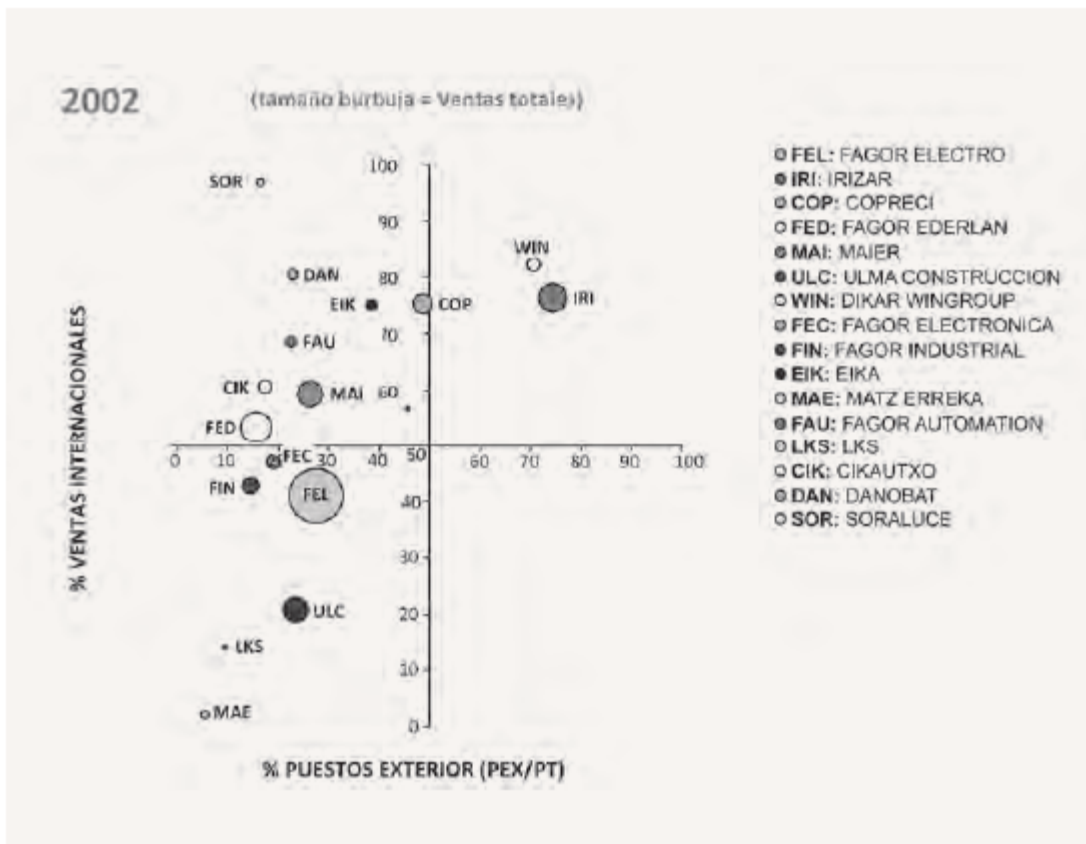 2002
(tamaño burbuja = Ventas totales)
100
SOR
90
WIN
80
DAN
EIK
COP
IRI
70
FAU
CIK
MAI
60
FED
0 10 FEC 30 40 50 60 70 80 90 100
FIN
FEL
40
30
ULC
20
LKS
10
MAE
0
% VENTAS INTERNACIONALES
% PUESTOS EXTERIOR (PEX/PT)
FEL: FAGOR ELECTRO
IRI: IRIZAR
COP: COPRECI
FED: FAGOR EDERLAN
MAI: MAIER
ULC: ULMA CONSTRUCCION
WIN: DIKAR WINGROUP
FEC: FAGOR ELECTRONICA
FIN: FAGOR INDUSTRIAL
EIK: EIKA
MAE: MATZ ERREKA
FAU: FAGOR AUTOMATION
LKS: LKS
CIK: CIKAUTXO
DAN: DANOBAT
SOR: SORALUCE